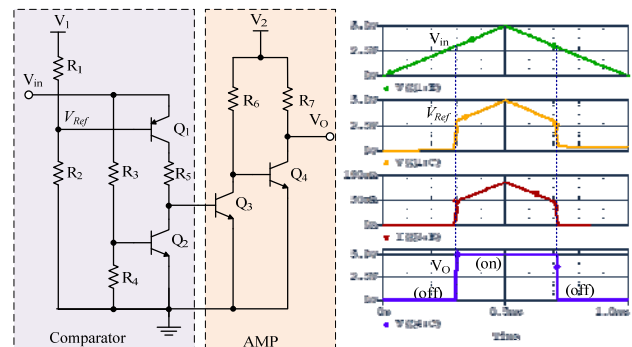 V1
V2
R1
Vin
VRef
Q1
R2
R3
R5
Q2
R4
R6
R7
VO
Q3
Q4
Comparator
AMP
Vin
VRef
VO
(on)
(off)
(off)
0.5ms
1.0ms
Time